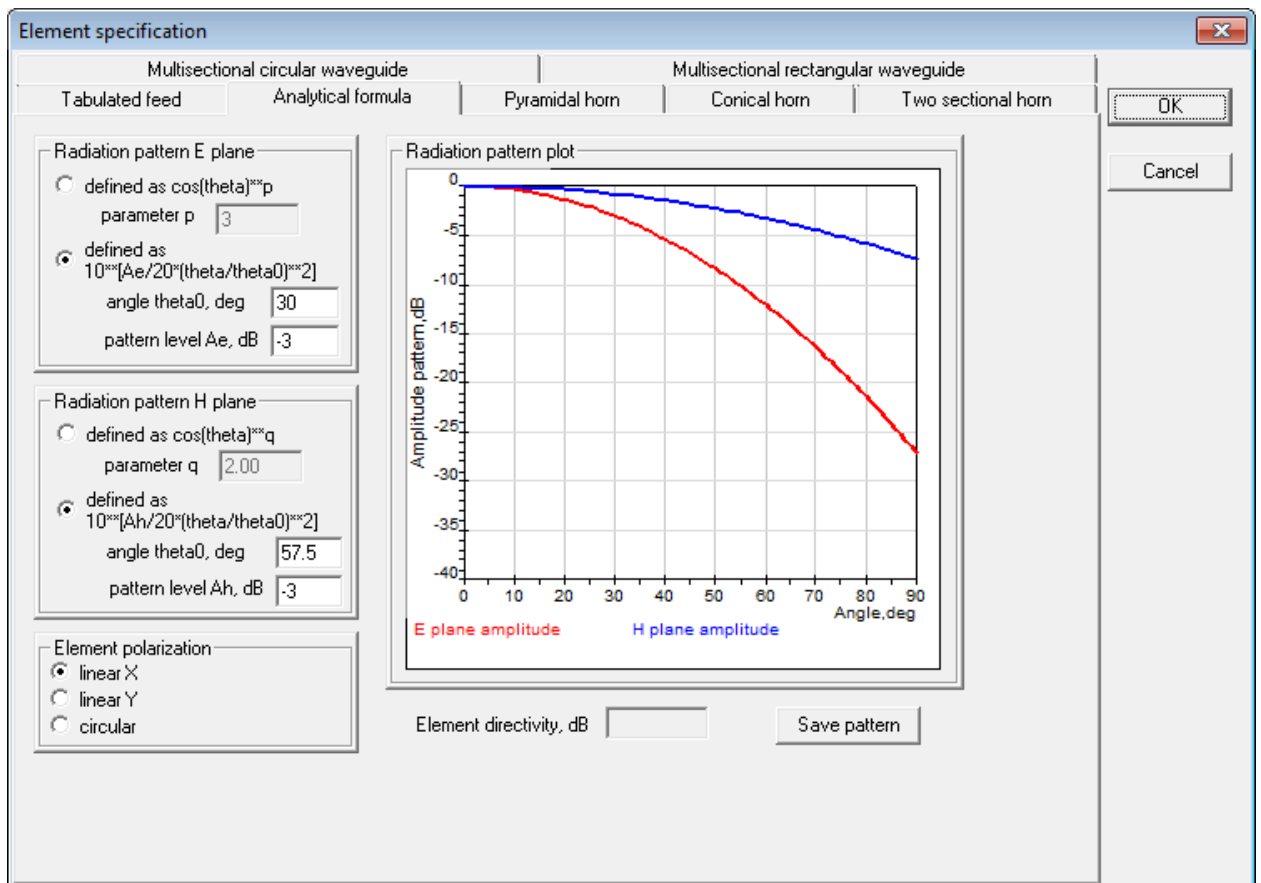 Element specification
Multisectional circular waveguide
Multisectional rectangular waveguide
Tabulated feed
Analytical formula
Pyramidal horn
Conical horn
Two sectional horn
OK
Cancel
Radiation pattern E plane
defined as cos(theta)**p
parameter p 3
defined as
10**[Ae/20*(theta/theta0)**2]
angle theta0, deg 30
pattern level Ae, dB -3
Radiation pattern H plane
defined as cos(theta)**q
parameter q 2.00
defined as
10**[Ah/20*(theta/theta0)**2]
angle theta0, deg 57.5
pattern level Ah, dB -3
Element polarization
linear X
linear Y
circular
Radiation pattern plot
Amplitude pattern,dB
0
-5
-10
-15
-20
-25
-30
-35
-40
0 10 20 30 40 50 60 70 80 90
Angle,deg
E plane amplitude H plane amplitude
Element directivity, dB
Save pattern